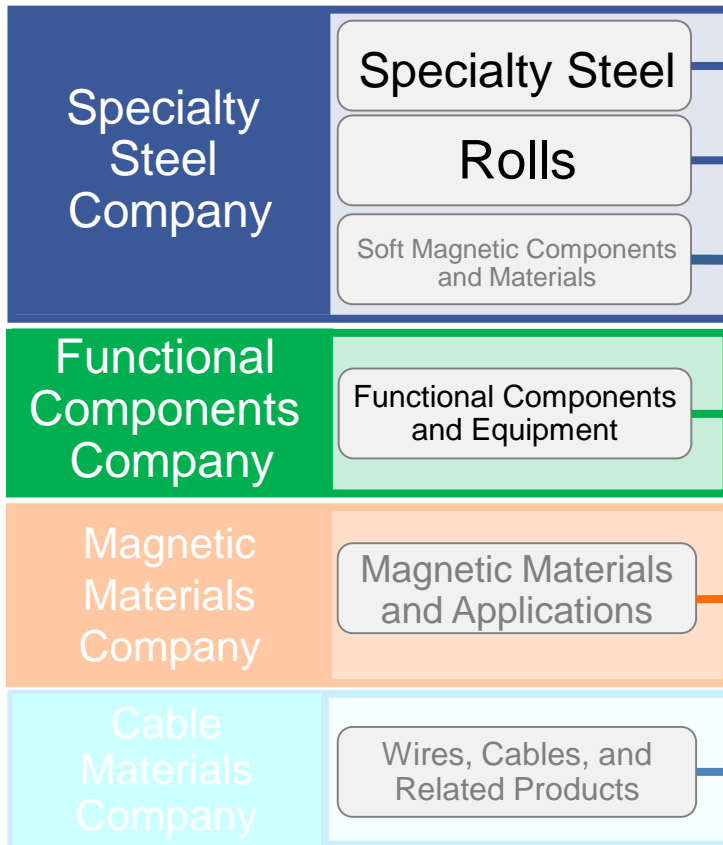 Specialty
Steel
Company
Specialty Steel
Rolls
Soft Magnetic Components
and Materials
Functional
Components
Company
Functional Components
and Equipment
Magnetic
Materials
Company
Magnetic Materials
and Applications
Cable
Materials
Company
Wires, Cables, and
Related Products